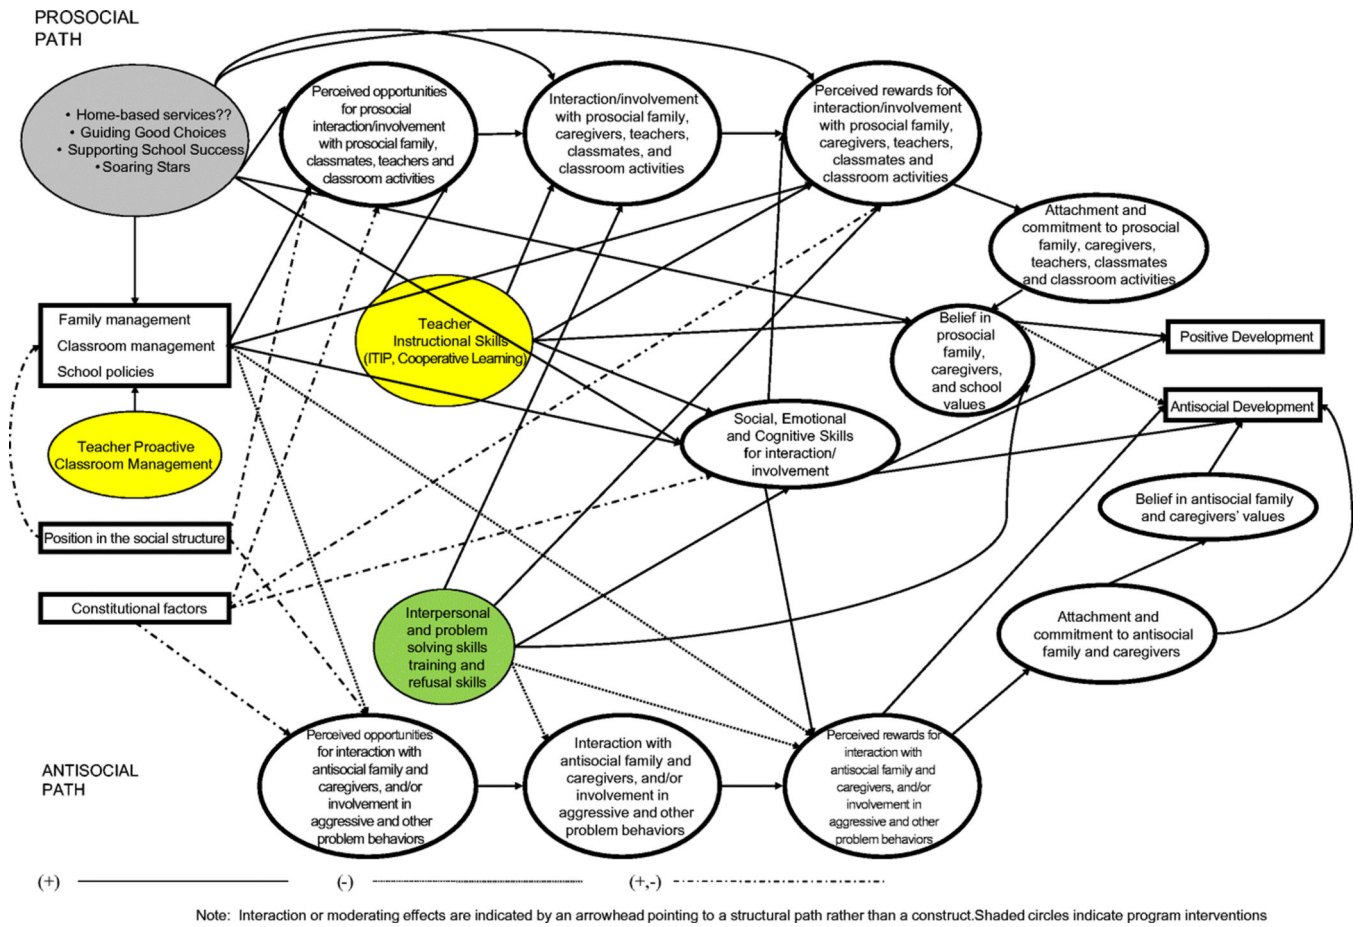 PROSOCIAL
PATH
• Home-based services??
• Guiding Good Choices
• Supporting School Success
• Soaring Stars
Perceived opportunities
for prosocial
interaction/involvement
with prosocial family,
classmates, teachers and
classroom activities
Interaction/involvement
with prosocial family,
caregivers, teachers,
classmates, and
classroom activities
Perceived rewards for
interaction/involvement
with prosocial family,
caregivers, teachers,
classmates and
classroom activities
Attachment and
commitment to prosocial
family, caregivers,
teachers, classmates
and classroom activities
Family management
Classroom management
School policies
Teacher
Instructional Skills
(ITIP, Cooperative Learning)
Belief in
prosocial
family,
caregivers,
and school
values
Positive Development
Antisocial Development
Teacher Proactive
Classroom Management
Social, Emotional
and Cognitive Skills
for interaction/
involvement
Belief in antisocial family
and caregivers' values
Position in the social structure
Constitutional factors
Interpersonal
and problem
solving skills
training and
refusal skills
Attachment and
commitment to antisocial
family and caregivers
ANTISOCIAL
PATH
Perceived opportunities
for interaction with
antisocial family and
caregivers, and/or
involvement in
aggressive and other
problem behaviors
Interaction with
antisocial family and
caregivers, and/or
involvement in
aggressive and other
problem behaviors
Perceived rewards for
interaction with
antisocial family and
caregivers, and/or
involvement in
aggressive and other
problem behaviors
(+)
(-)
(+,-)
Note: Interaction or moderating effects are indicated by an arrowhead pointing to a structural path rather than a construct.Shaded circles indicate program interventions